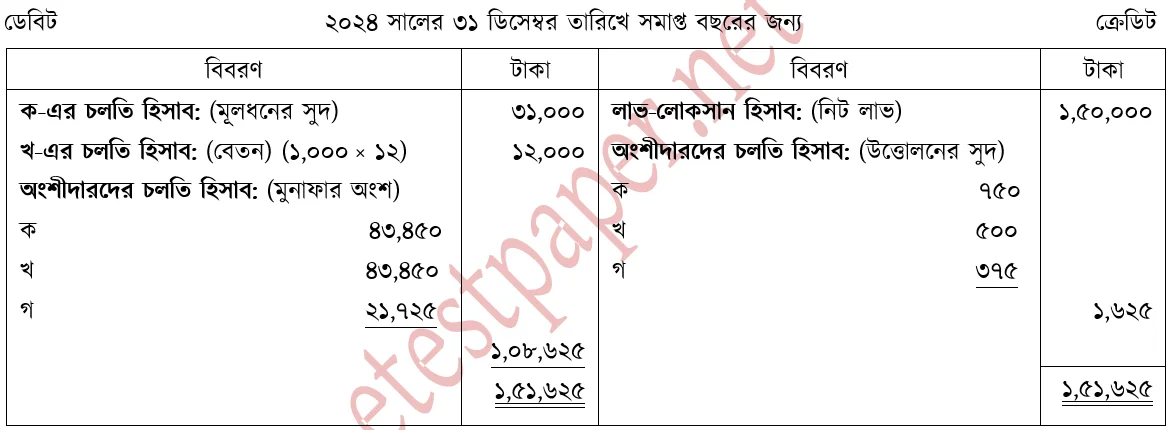 ডেবিট ২০২৪ সালের ৩১ ডিসেম্বর তারিখে সমাপ্ত বছরের জন্য ক্রেডিট
বিবরণ টাকা বিবরণ টাকা
ক-এর চলতি হিসাব: (মূলধনের সুদ) ৩১,০০০ লাভ-লোকসান হিসাব: (নিট লাভ) ১,৫০,০০০
খ-এর চলতি হিসাব: (বেতন) (১,০০০ × ১২) ১২,০০০ অংশীদারদের চলতি হিসাব: (উত্তোলনের সুদ)
অংশীদারদের চলতি হিসাব: (মুনাফার অংশ) ক ৭৫০
ক ৪৩,৪৫০ খ ৫০০
খ ৪৩,৪৫০ গ ৩৭৫
গ ২১,৭২৫ ১,৬২৫
১,০৮,৬২৫
১,৫১,৬২৫ ১,৫১,৬২৫
etestpaper.net